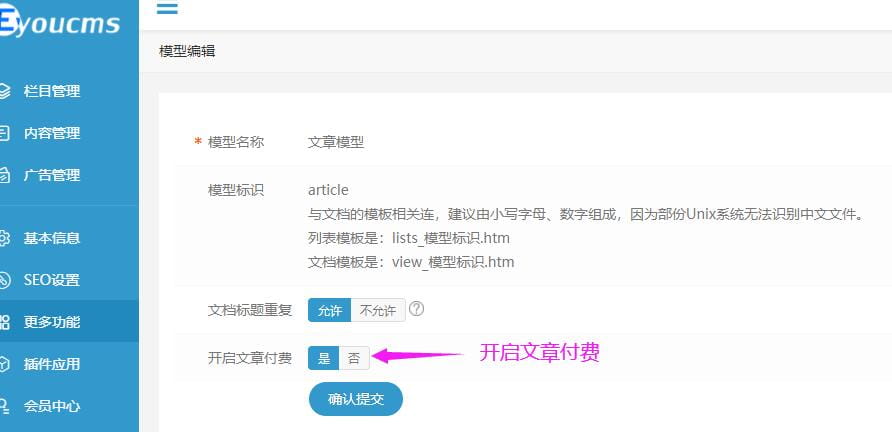 Eyoucms
模型编辑
栏目管理
内容管理
广告管理
基本信息
SEO设置
更多功能
插件应用
会员中心
* 模型名称 文章模型
模型标识 article
与文档的模板相关连，建议由小写字母、数字组成，因为部份Unix系统无法识别中文文件。
列表模板是：lists_模型标识.htm
文档模板是：view_模型标识.htm
文档标题重复 允许 不允许 ?
开启文章付费 是 否 开启文章付费
确认提交